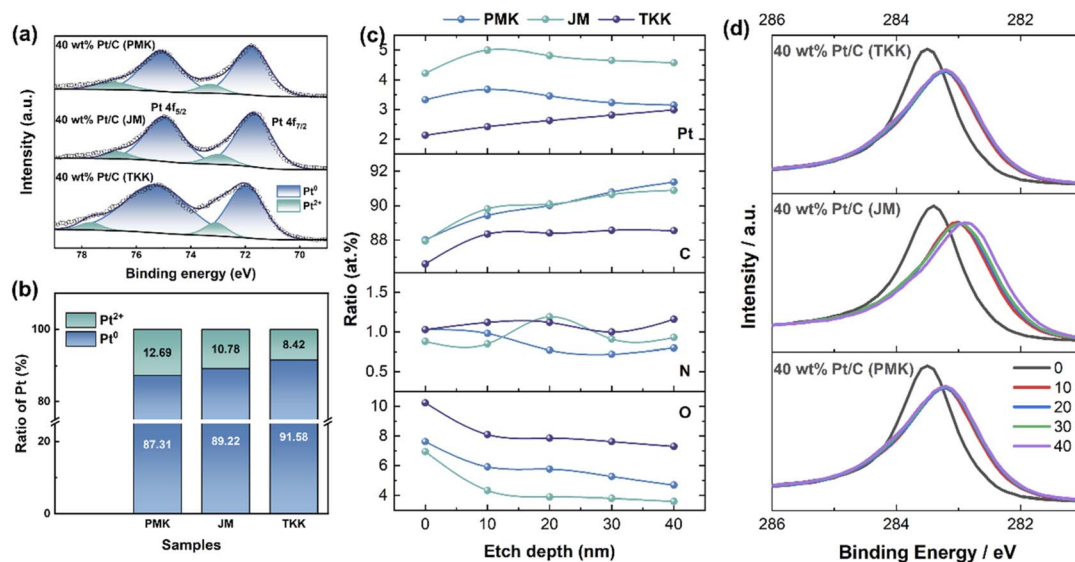 (a)
40 wt% Pt/C (PMK)
40 wt% Pt/C (JM)
Pt 4f5/2
Pt 4f7/2
40 wt% Pt/C (TKK)
Pt⁰
Pt²⁺
Intensity (a.u.)
78 76 74 72 70
Binding energy (eV)
(b)
Pt²⁺
Pt⁰
12.69 10.78 8.42
87.31 89.22 91.58
100
80
20
0
Ratio of Pt (%)
PMK JM TKK
Samples
(c)
PMK JM TKK
5
4
3
2
Pt
92
90
88
C
1.5
1.0
0.5
N
10
8
6
4
O
Ratio (at.%)
0 10 20 30 40
Etch depth (nm)
(d)
286 284 282
40 wt% Pt/C (TKK)
40 wt% Pt/C (JM)
40 wt% Pt/C (PMK)
0
10
20
30
40
Intensity / a.u.
286 284 282
Binding Energy / eV